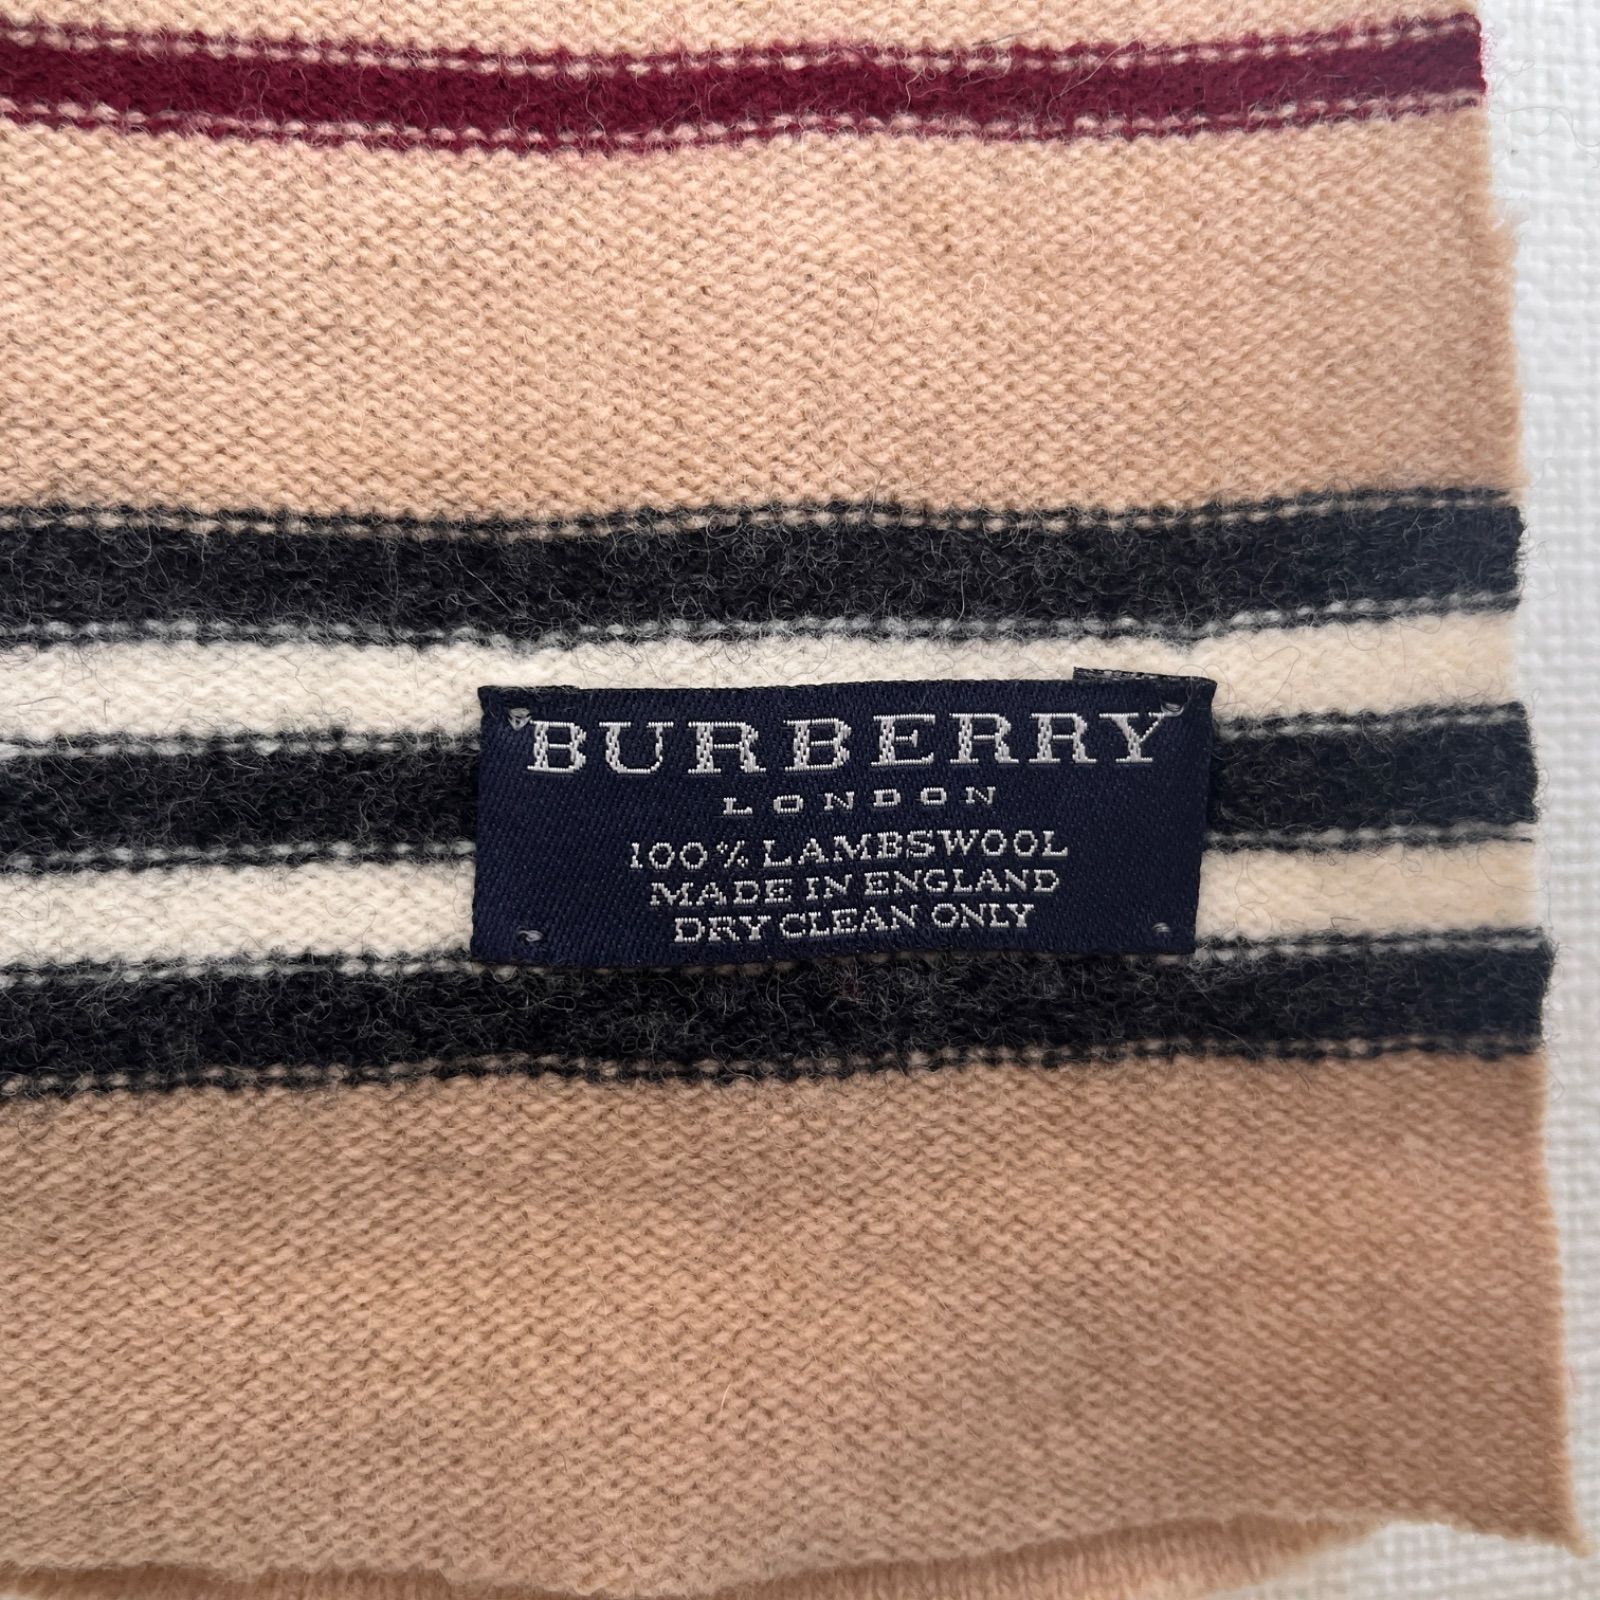 BURBERRY
LONDON
100% LAMBSWOOL
MADE IN ENGLAND
DRY CLEAN ONLY